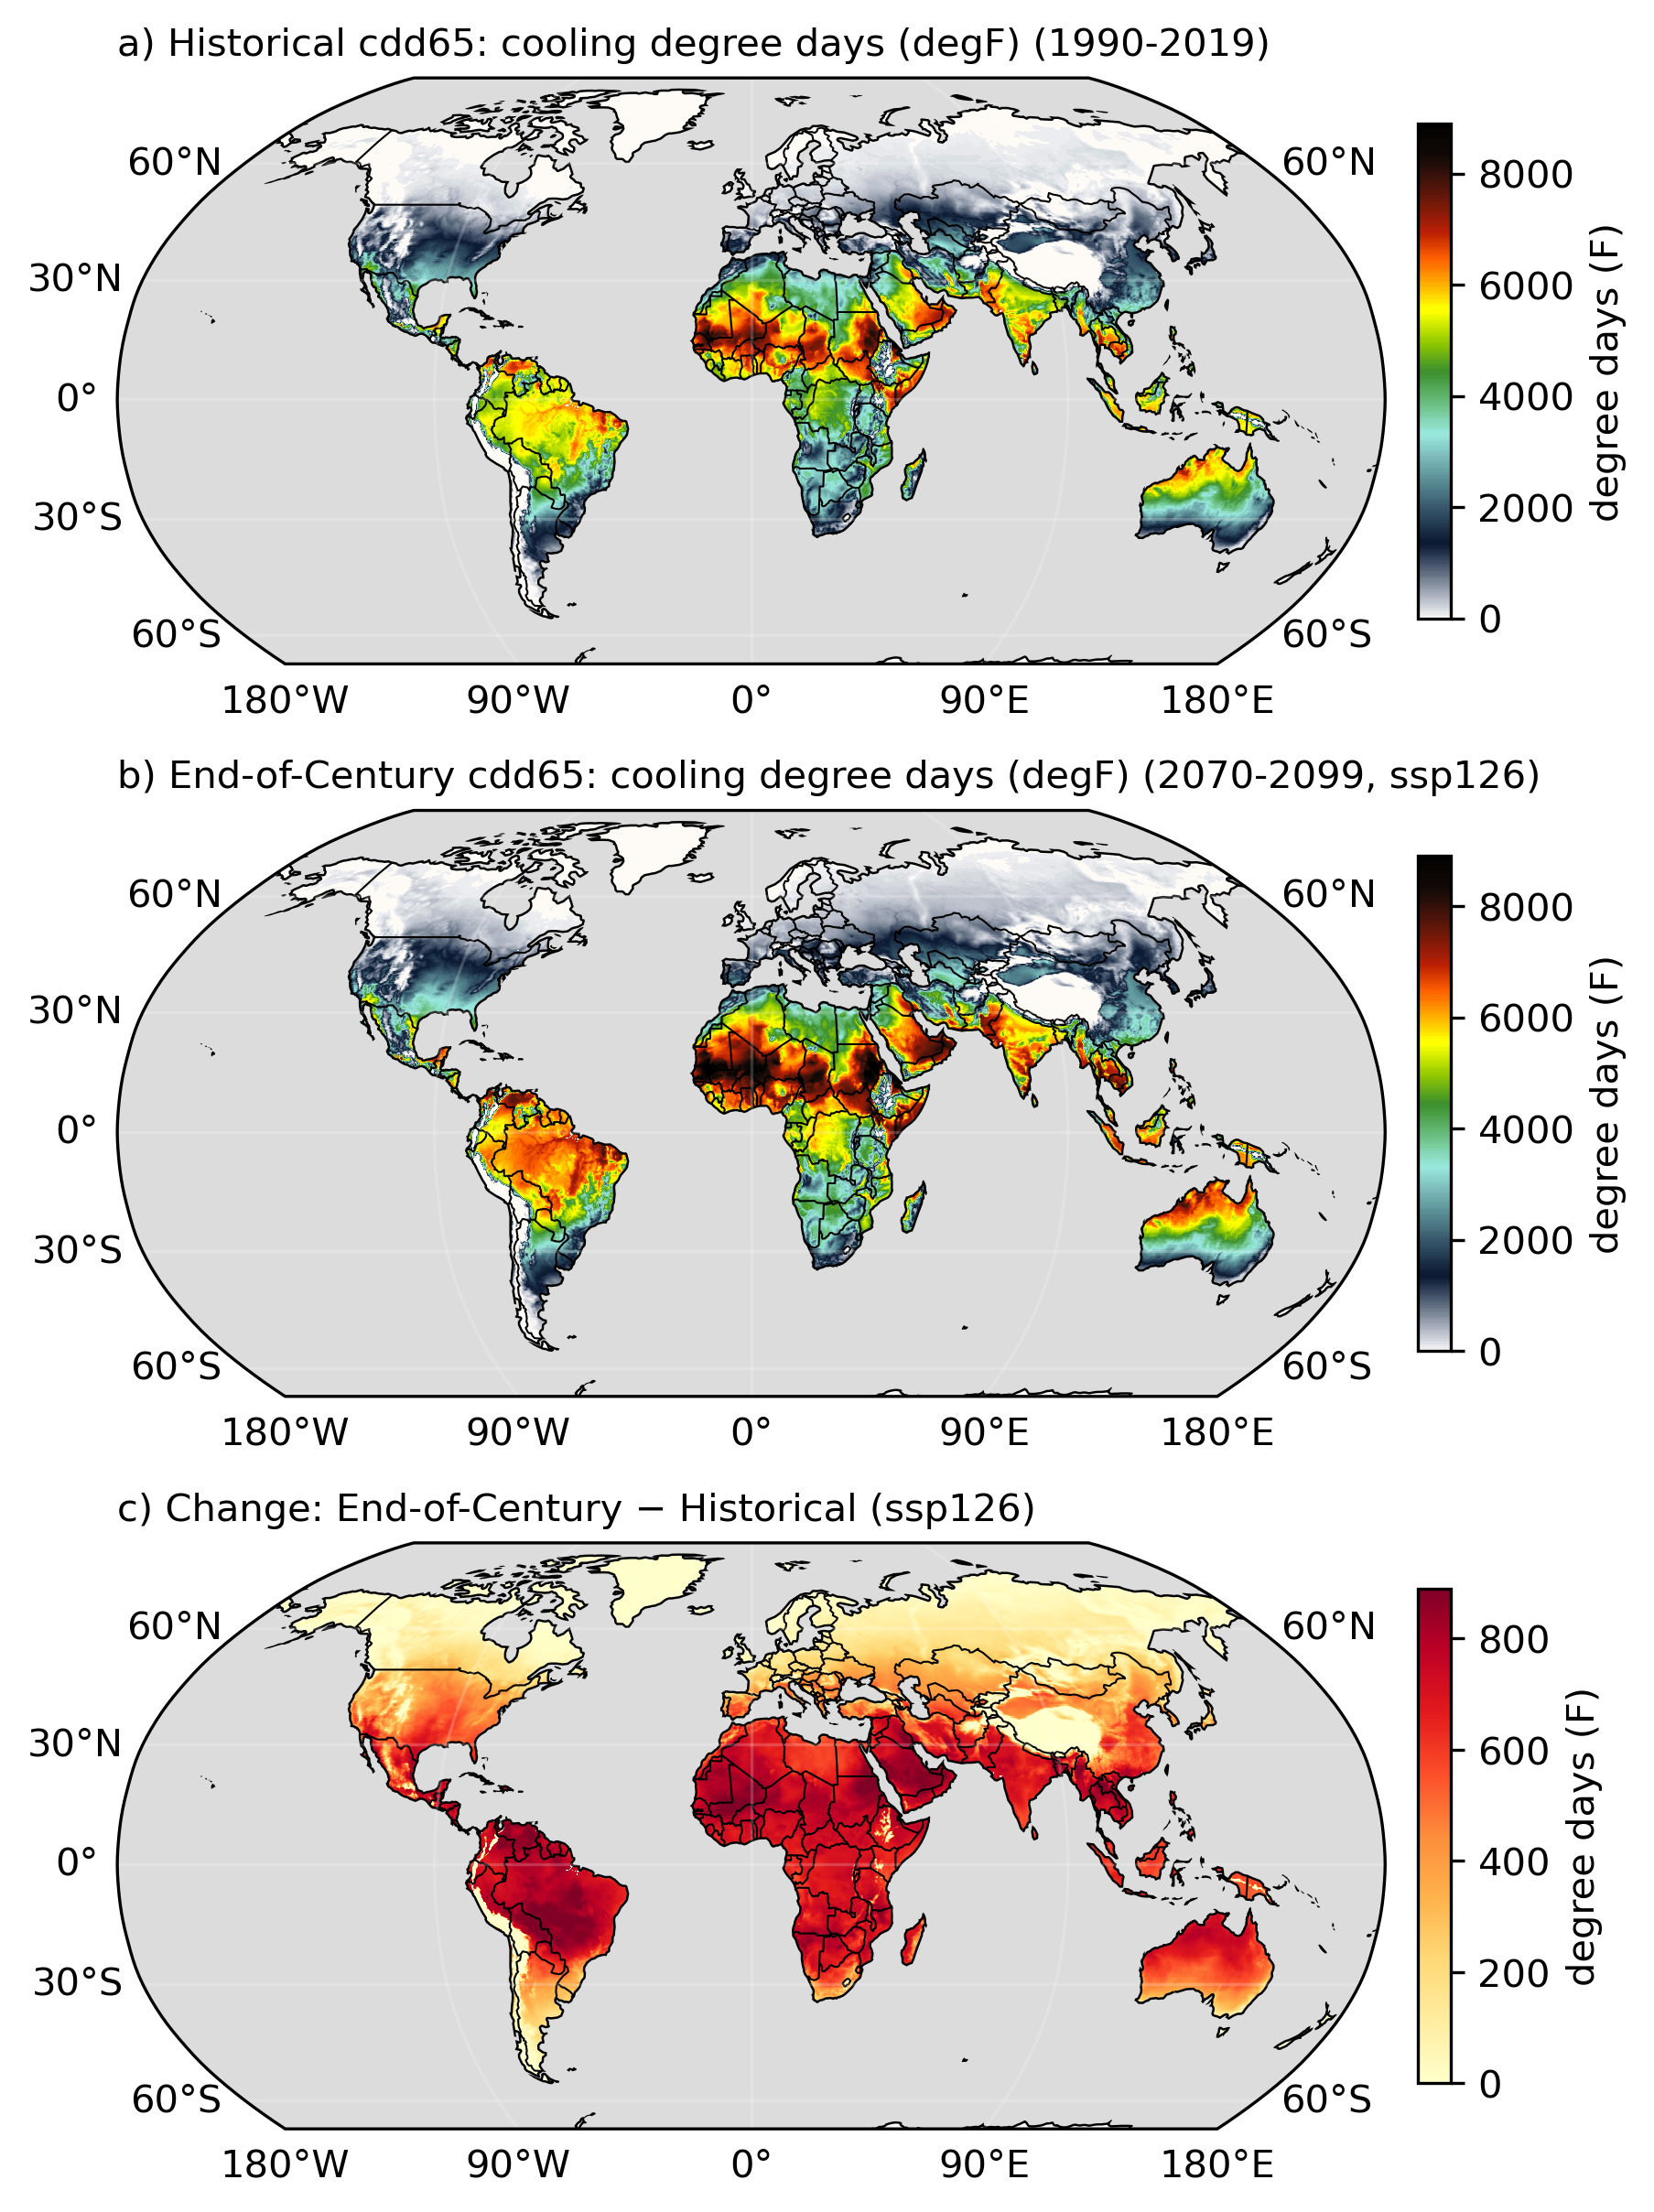 a) Historical cdd65: cooling degree days (degF) (1990-2019)
60°N
60°N
30°N
0°
30°S
60°S
60°S
180°W
90°W
0°
90°E
180°E
8000
6000
4000
2000
0
degree days (F)
b) End-of-Century cdd65: cooling degree days (degF) (2070-2099, ssp126)
60°N
60°N
30°N
0°
30°S
60°S
60°S
180°W
90°W
0°
90°E
180°E
8000
6000
4000
2000
0
degree days (F)
c) Change: End-of-Century − Historical (ssp126)
60°N
60°N
30°N
0°
30°S
60°S
60°S
180°W
90°W
0°
90°E
180°E
800
600
400
200
0
degree days (F)